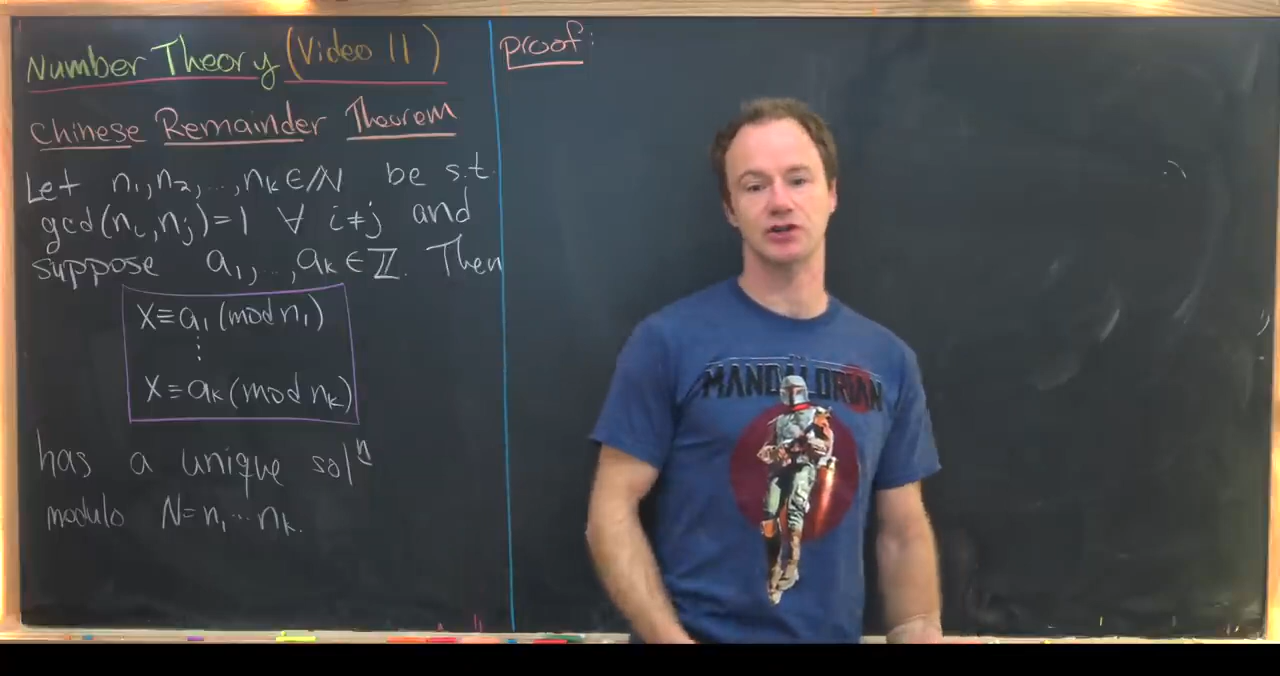 Number Theory (Video 11)
Chinese Remainder Theorem
Let n₁, n₂, ..., nₖ ∈ ℕ be s.t.
gcd(nᵢ, nⱼ) = 1 ∀ i ≠ j and
suppose a₁, ..., aₖ ∈ ℤ. Then
x ≡ a₁ (mod n₁)
⋮
x ≡ aₖ (mod nₖ)
has a unique solⁿ
modulo N = n₁ ... nₖ.
Proof:
MANDALORIAN